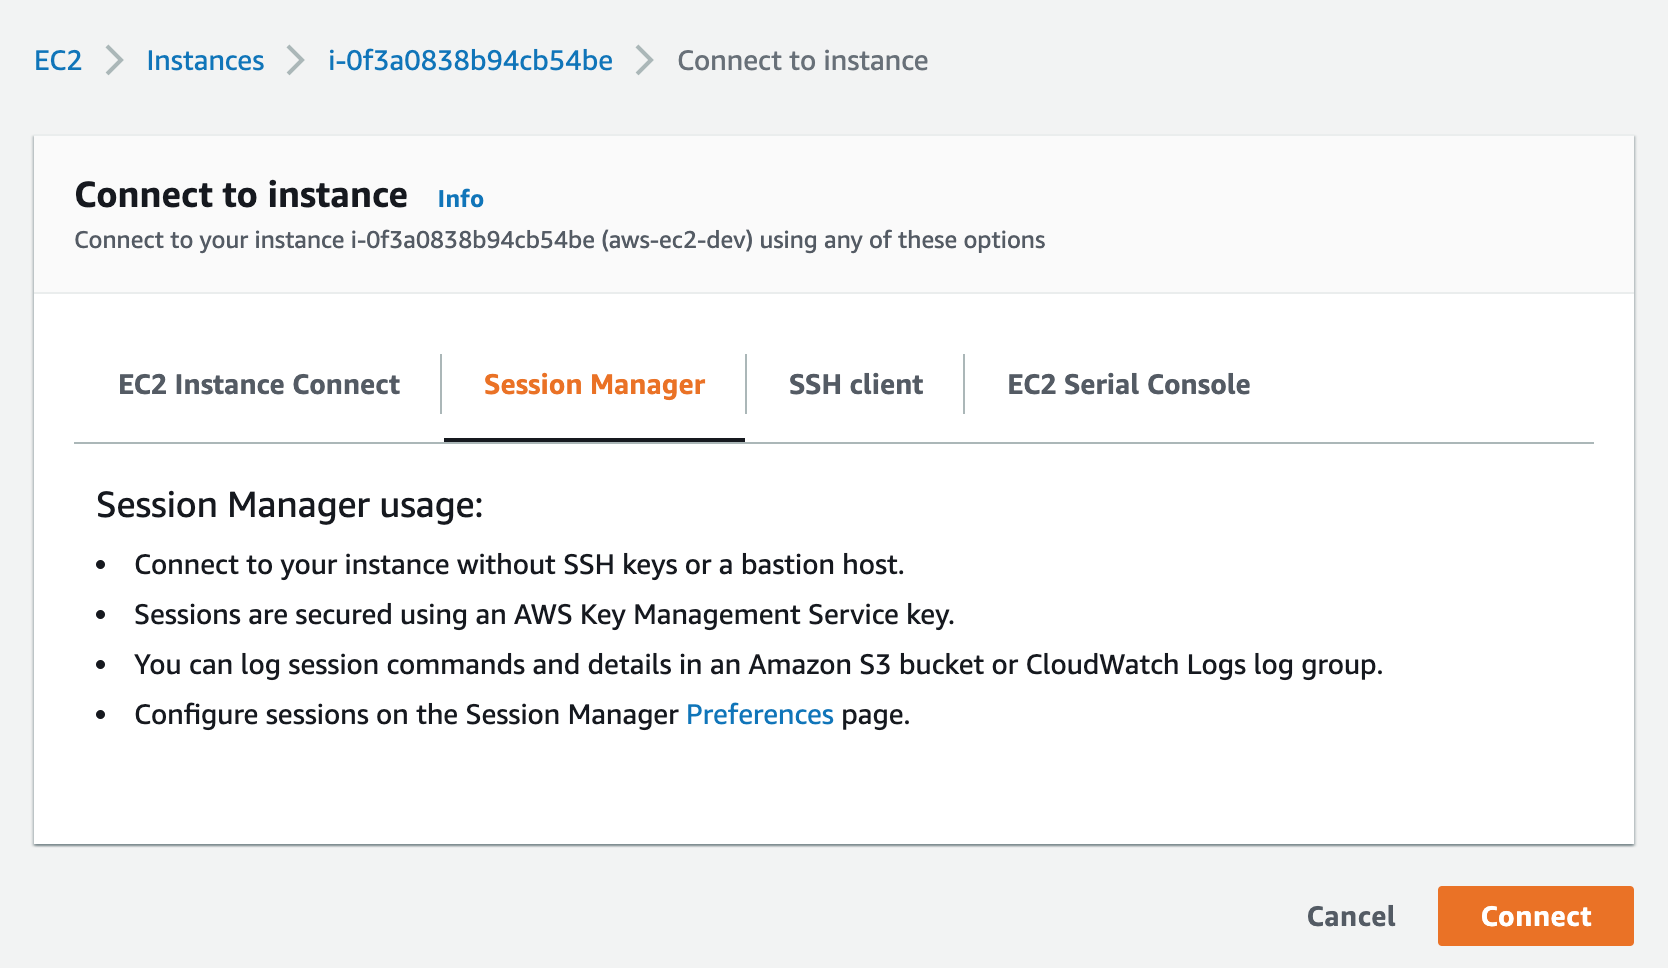 EC2 Instances i-0f3a0838b94cb54be Connect to instance
Connect to instance Info
Connect to your instance i-0f3a0838b94cb54be (aws-ec2-dev) using any of these options
EC2 Instance Connect Session Manager SSH client EC2 Serial Console
Session Manager usage:
• Connect to your instance without SSH keys or a bastion host.
• Sessions are secured using an AWS Key Management Service key.
• You can log session commands and details in an Amazon S3 bucket or CloudWatch Logs log group.
• Configure sessions on the Session Manager Preferences page.
Cancel Connect